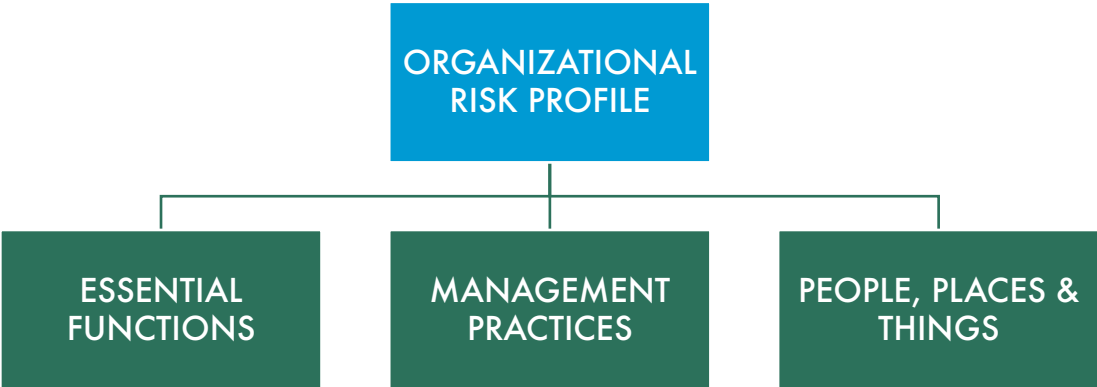 ORGANIZATIONAL
RISK PROFILE
ESSENTIAL
FUNCTIONS
MANAGEMENT
PRACTICES
PEOPLE, PLACES &
THINGS